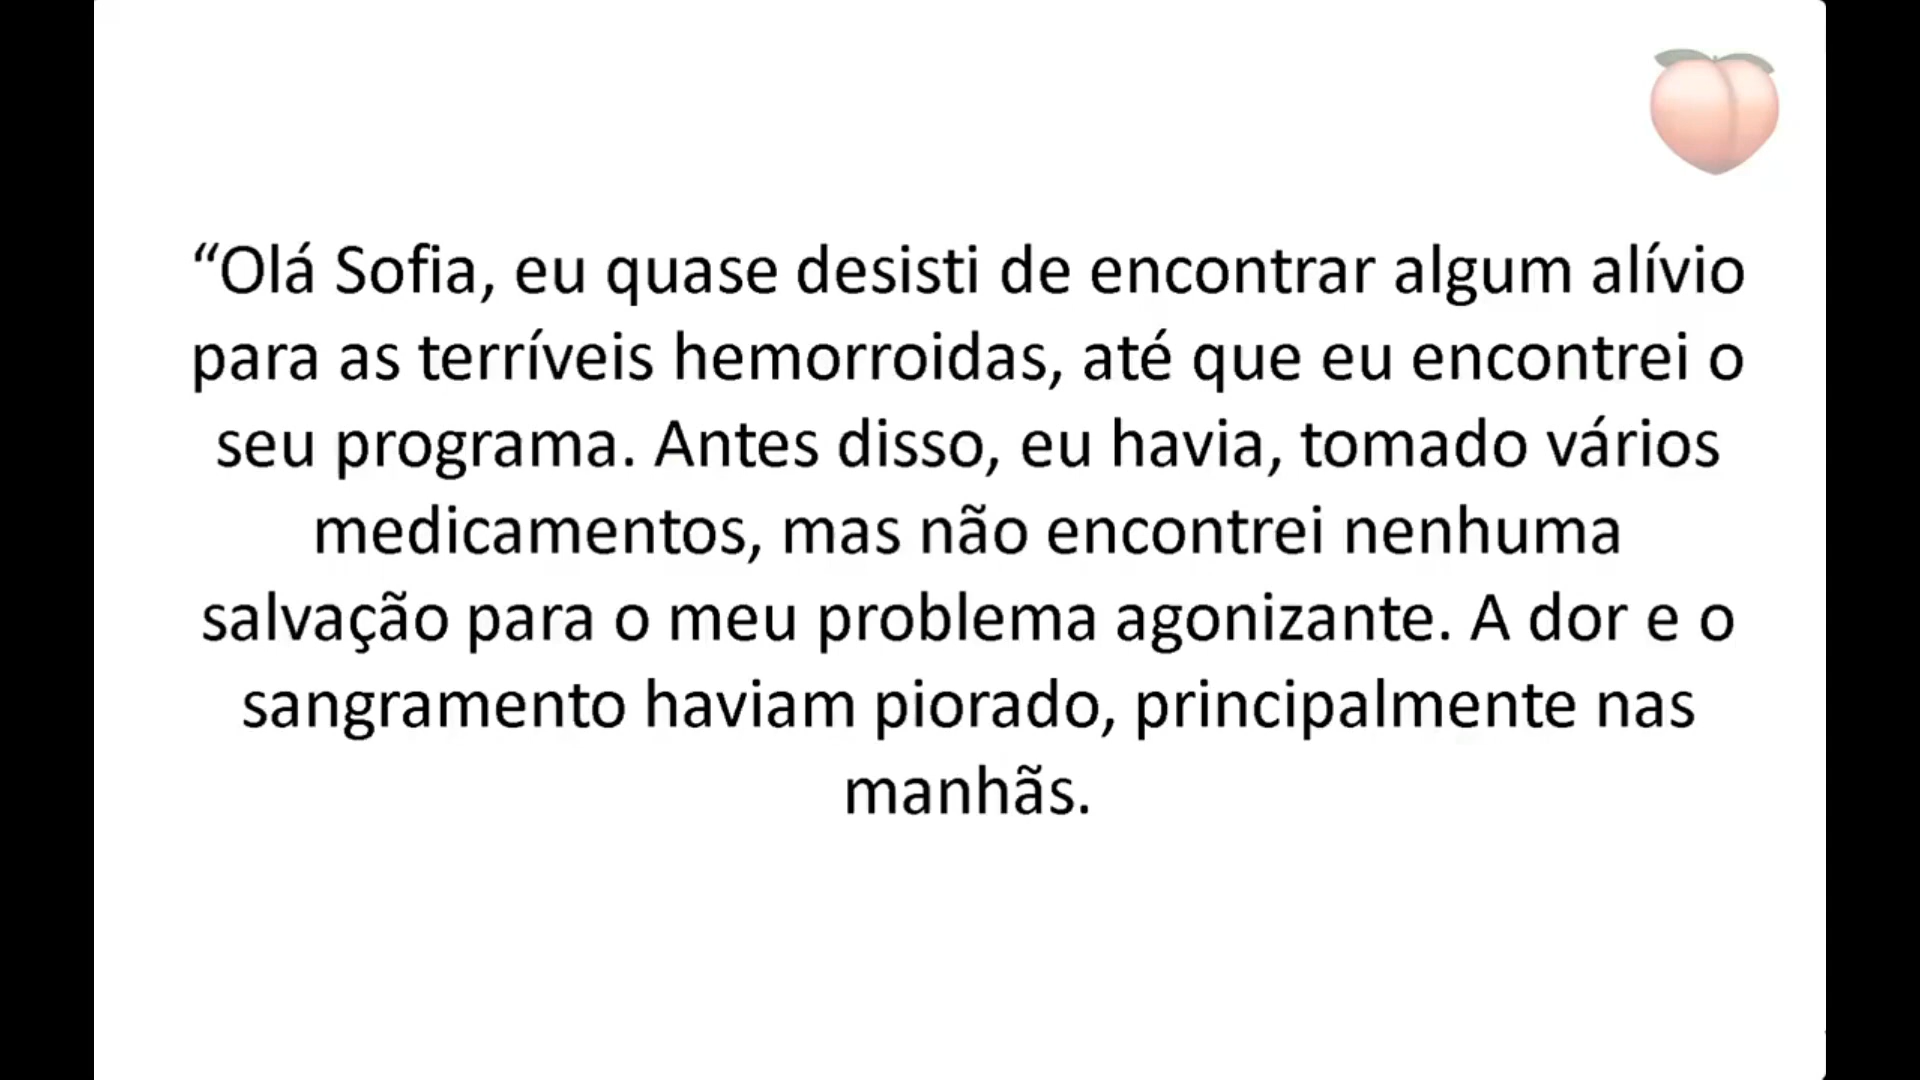 “Olá Sofia, eu quase desisti de encontrar algum alívio
para as terríveis hemorroidas, até que eu encontrei o
seu programa. Antes disso, eu havia, tomado vários
medicamentos, mas não encontrei nenhuma
salvação para o meu problema agonizante. A dor e o
sangramento haviam piorado, principalmente nas
manhãs.